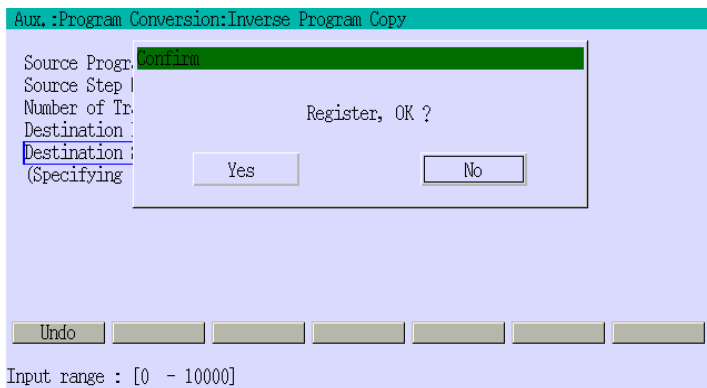 Aux.:Program Conversion:Inverse Program Copy
Confirm
Source Progr
Source Step
Number of Tr
Register, OK ?
Destination
Destination
(Specifying
Yes
No
Undo
Input range : [0 - 10000]